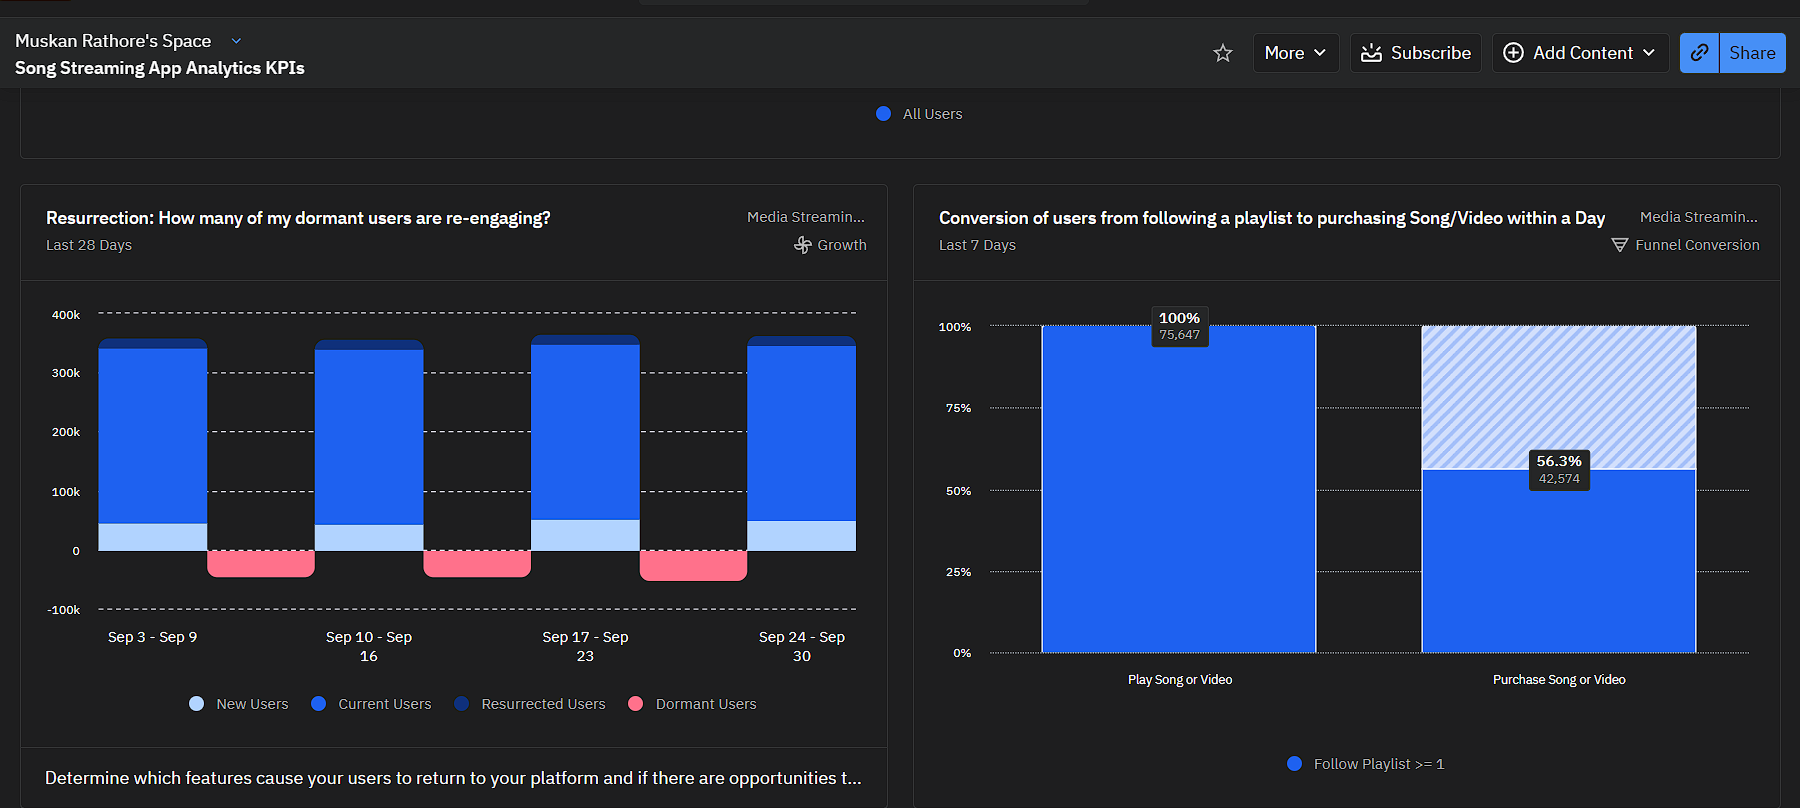 Muskan Rathore's Space
Song Streaming App Analytics KPIs
More
Subscribe
Add Content
Share
All Users
Resurrection: How many of my dormant users are re-engaging?
Media Streamin...
Last 28 Days
Growth
400k
300k
200k
100k
0
-100k
Sep 3 - Sep 9
Sep 10 - Sep
16
Sep 17 - Sep
23
Sep 24 - Sep
30
New Users
Current Users
Resurrected Users
Dormant Users
Determine which features cause your users to return to your platform and if there are opportunities t...
Conversion of users from following a playlist to purchasing Song/Video within a Day
Media Streamin...
Last 7 Days
Funnel Conversion
100%
75%
50%
25%
0%
100%
75,647
56.3%
42,574
Play Song or Video
Purchase Song or Video
Follow Playlist >= 1